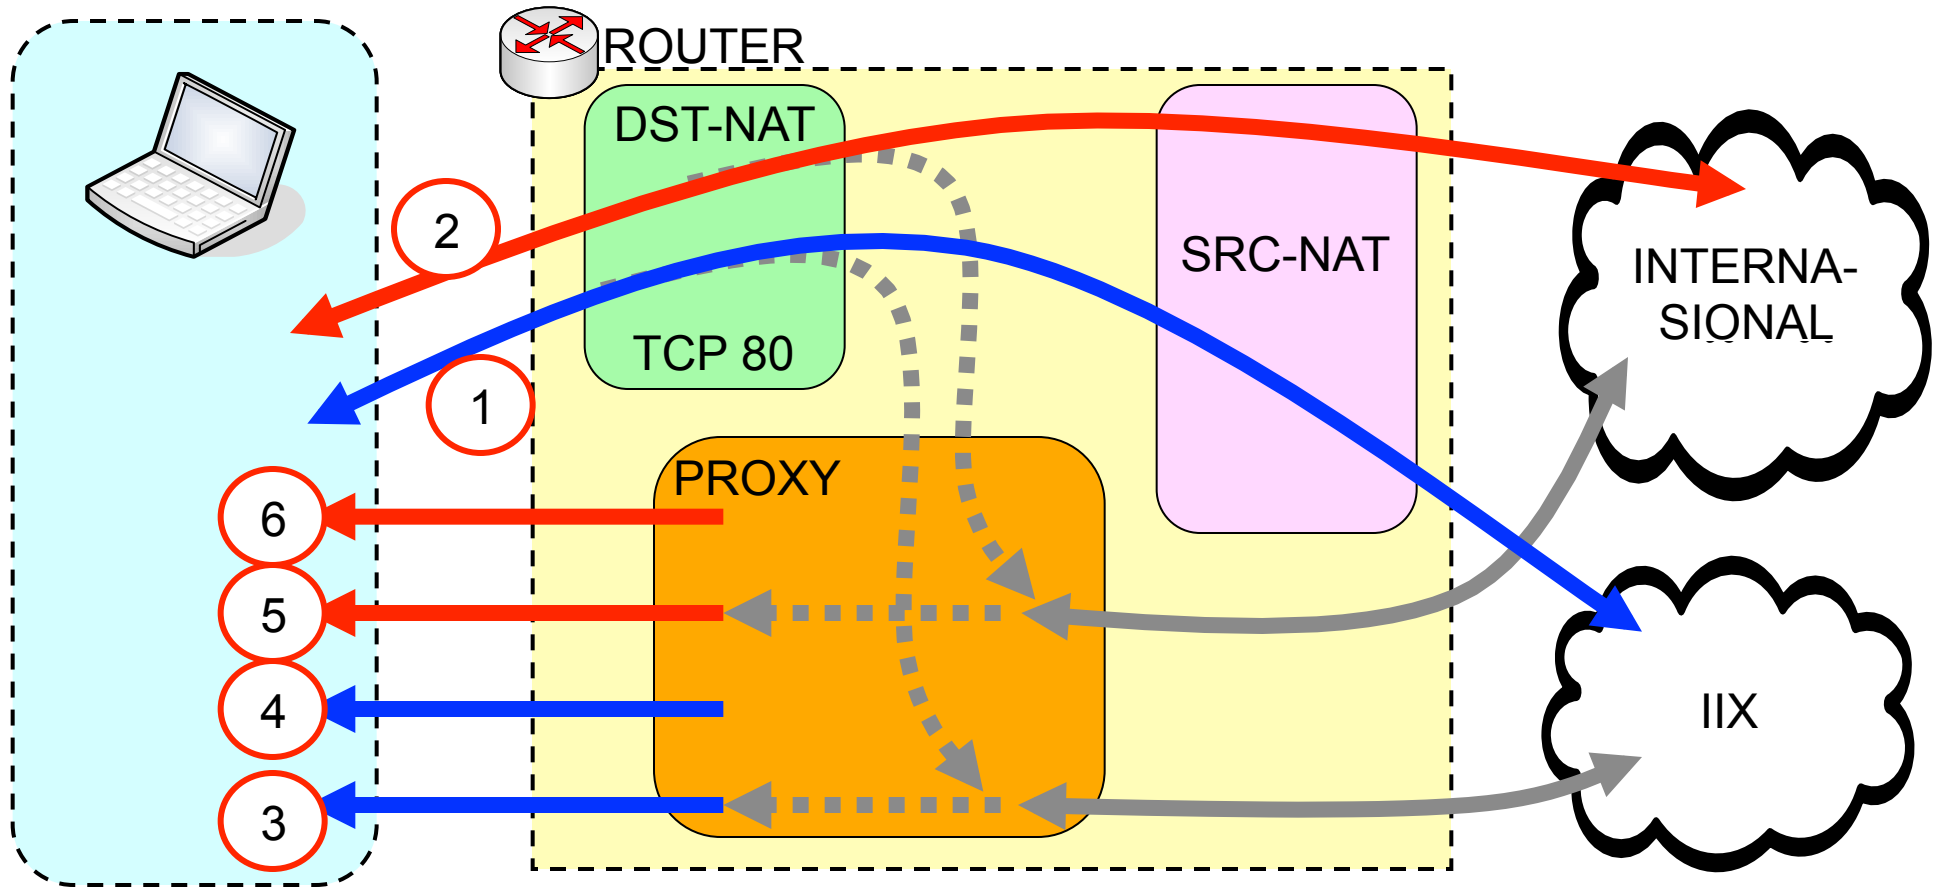 ROUTER
DST-NAT
TCP 80
SRC-NAT
INTERNA-
SIONAL
IIX
PROXY
2
1
6
5
4
3